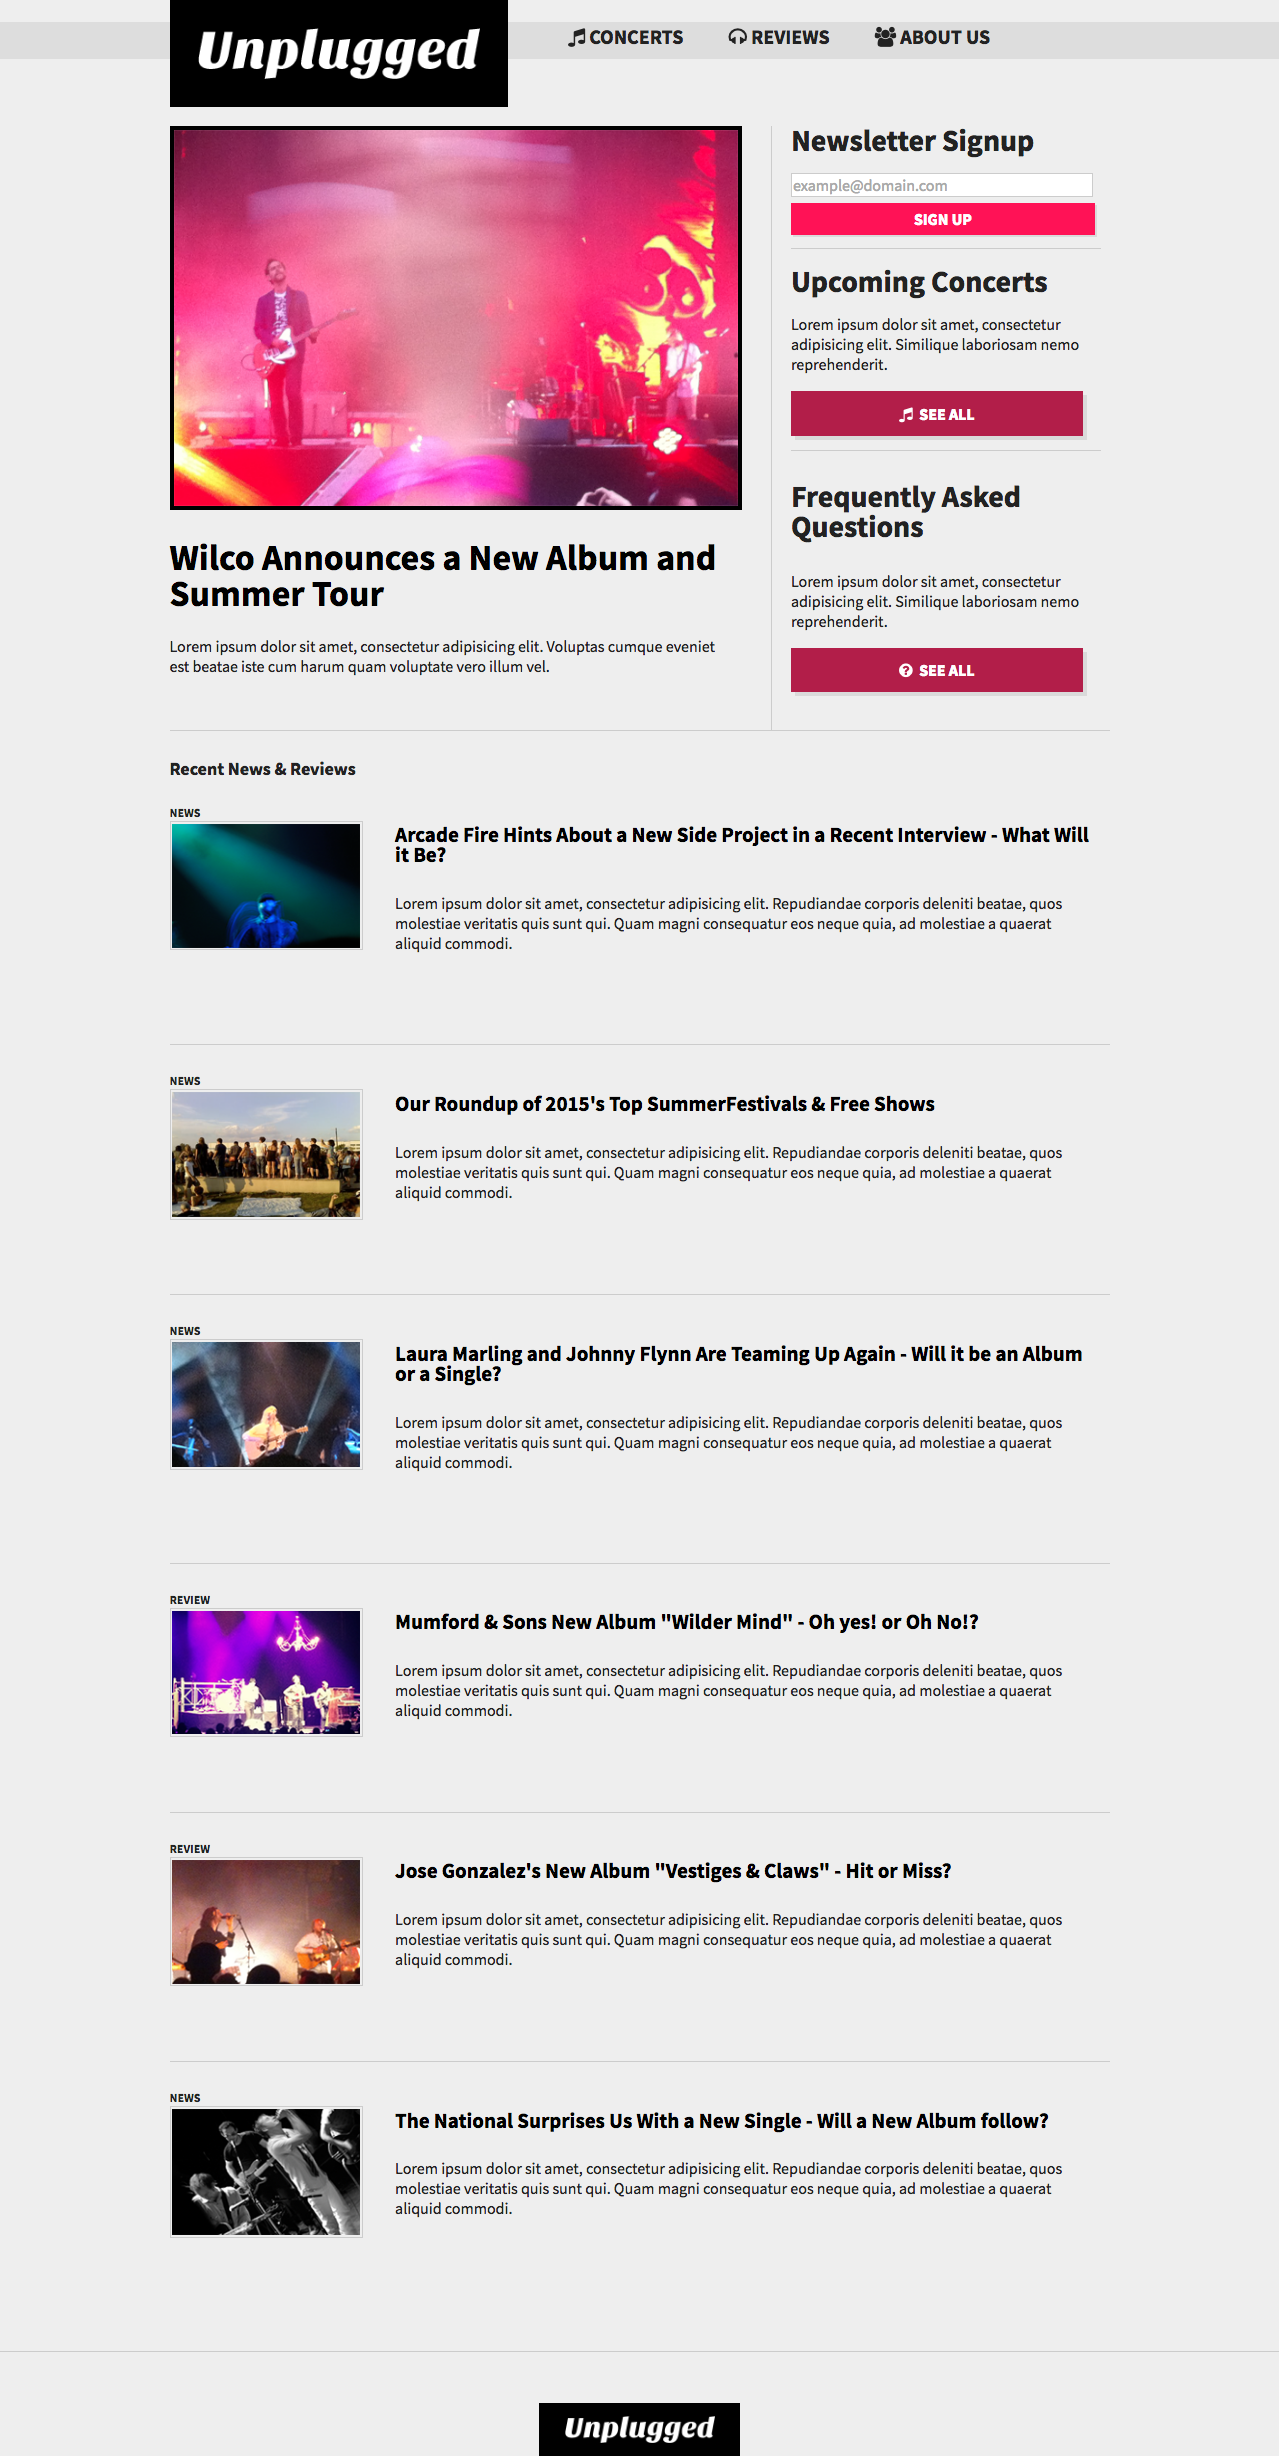 Unplugged
CONCERTS
REVIEWS
ABOUT US
Wilco Announces a New Album and
Summer Tour
Lorem ipsum dolor sit amet, consectetur adipisicing elit. Voluptas cumque eveniet
est beatae iste cum harum quam voluptate vero illum vel.
Newsletter Signup
example@domain.com
SIGN UP
Upcoming Concerts
Lorem ipsum dolor sit amet, consectetur
adipisicing elit. Similique laboriosam nemo
reprehenderit.
SEE ALL
Frequently Asked
Questions
Lorem ipsum dolor sit amet, consectetur
adipisicing elit. Similique laboriosam nemo
reprehenderit.
SEE ALL
Recent News & Reviews
NEWS
Arcade Fire Hints About a New Side Project in a Recent Interview - What Will
it Be?
Lorem ipsum dolor sit amet, consectetur adipisicing elit. Repudiandae corporis deleniti beatae, quos
molestiae veritatis quis sunt qui. Quam magni consequatur eos neque quia, ad molestiae a quaerat
aliquid commodi.
NEWS
Our Roundup of 2015's Top SummerFestivals & Free Shows
Lorem ipsum dolor sit amet, consectetur adipisicing elit. Repudiandae corporis deleniti beatae, quos
molestiae veritatis quis sunt qui. Quam magni consequatur eos neque quia, ad molestiae a quaerat
aliquid commodi.
NEWS
Laura Marling and Johnny Flynn Are Teaming Up Again - Will it be an Album
or a Single?
Lorem ipsum dolor sit amet, consectetur adipisicing elit. Repudiandae corporis deleniti beatae, quos
molestiae veritatis quis sunt qui. Quam magni consequatur eos neque quia, ad molestiae a quaerat
aliquid commodi.
REVIEW
Mumford & Sons New Album "Wilder Mind" - Oh yes! or Oh No!?
Lorem ipsum dolor sit amet, consectetur adipisicing elit. Repudiandae corporis deleniti beatae, quos
molestiae veritatis quis sunt qui. Quam magni consequatur eos neque quia, ad molestiae a quaerat
aliquid commodi.
REVIEW
Jose Gonzalez's New Album "Vestiges & Claws" - Hit or Miss?
Lorem ipsum dolor sit amet, consectetur adipisicing elit. Repudiandae corporis deleniti beatae, quos
molestiae veritatis quis sunt qui. Quam magni consequatur eos neque quia, ad molestiae a quaerat
aliquid commodi.
NEWS
The National Surprises Us With a New Single - Will a New Album follow?
Lorem ipsum dolor sit amet, consectetur adipisicing elit. Repudiandae corporis deleniti beatae, quos
molestiae veritatis quis sunt qui. Quam magni consequatur eos neque quia, ad molestiae a quaerat
aliquid commodi.
Unplugged